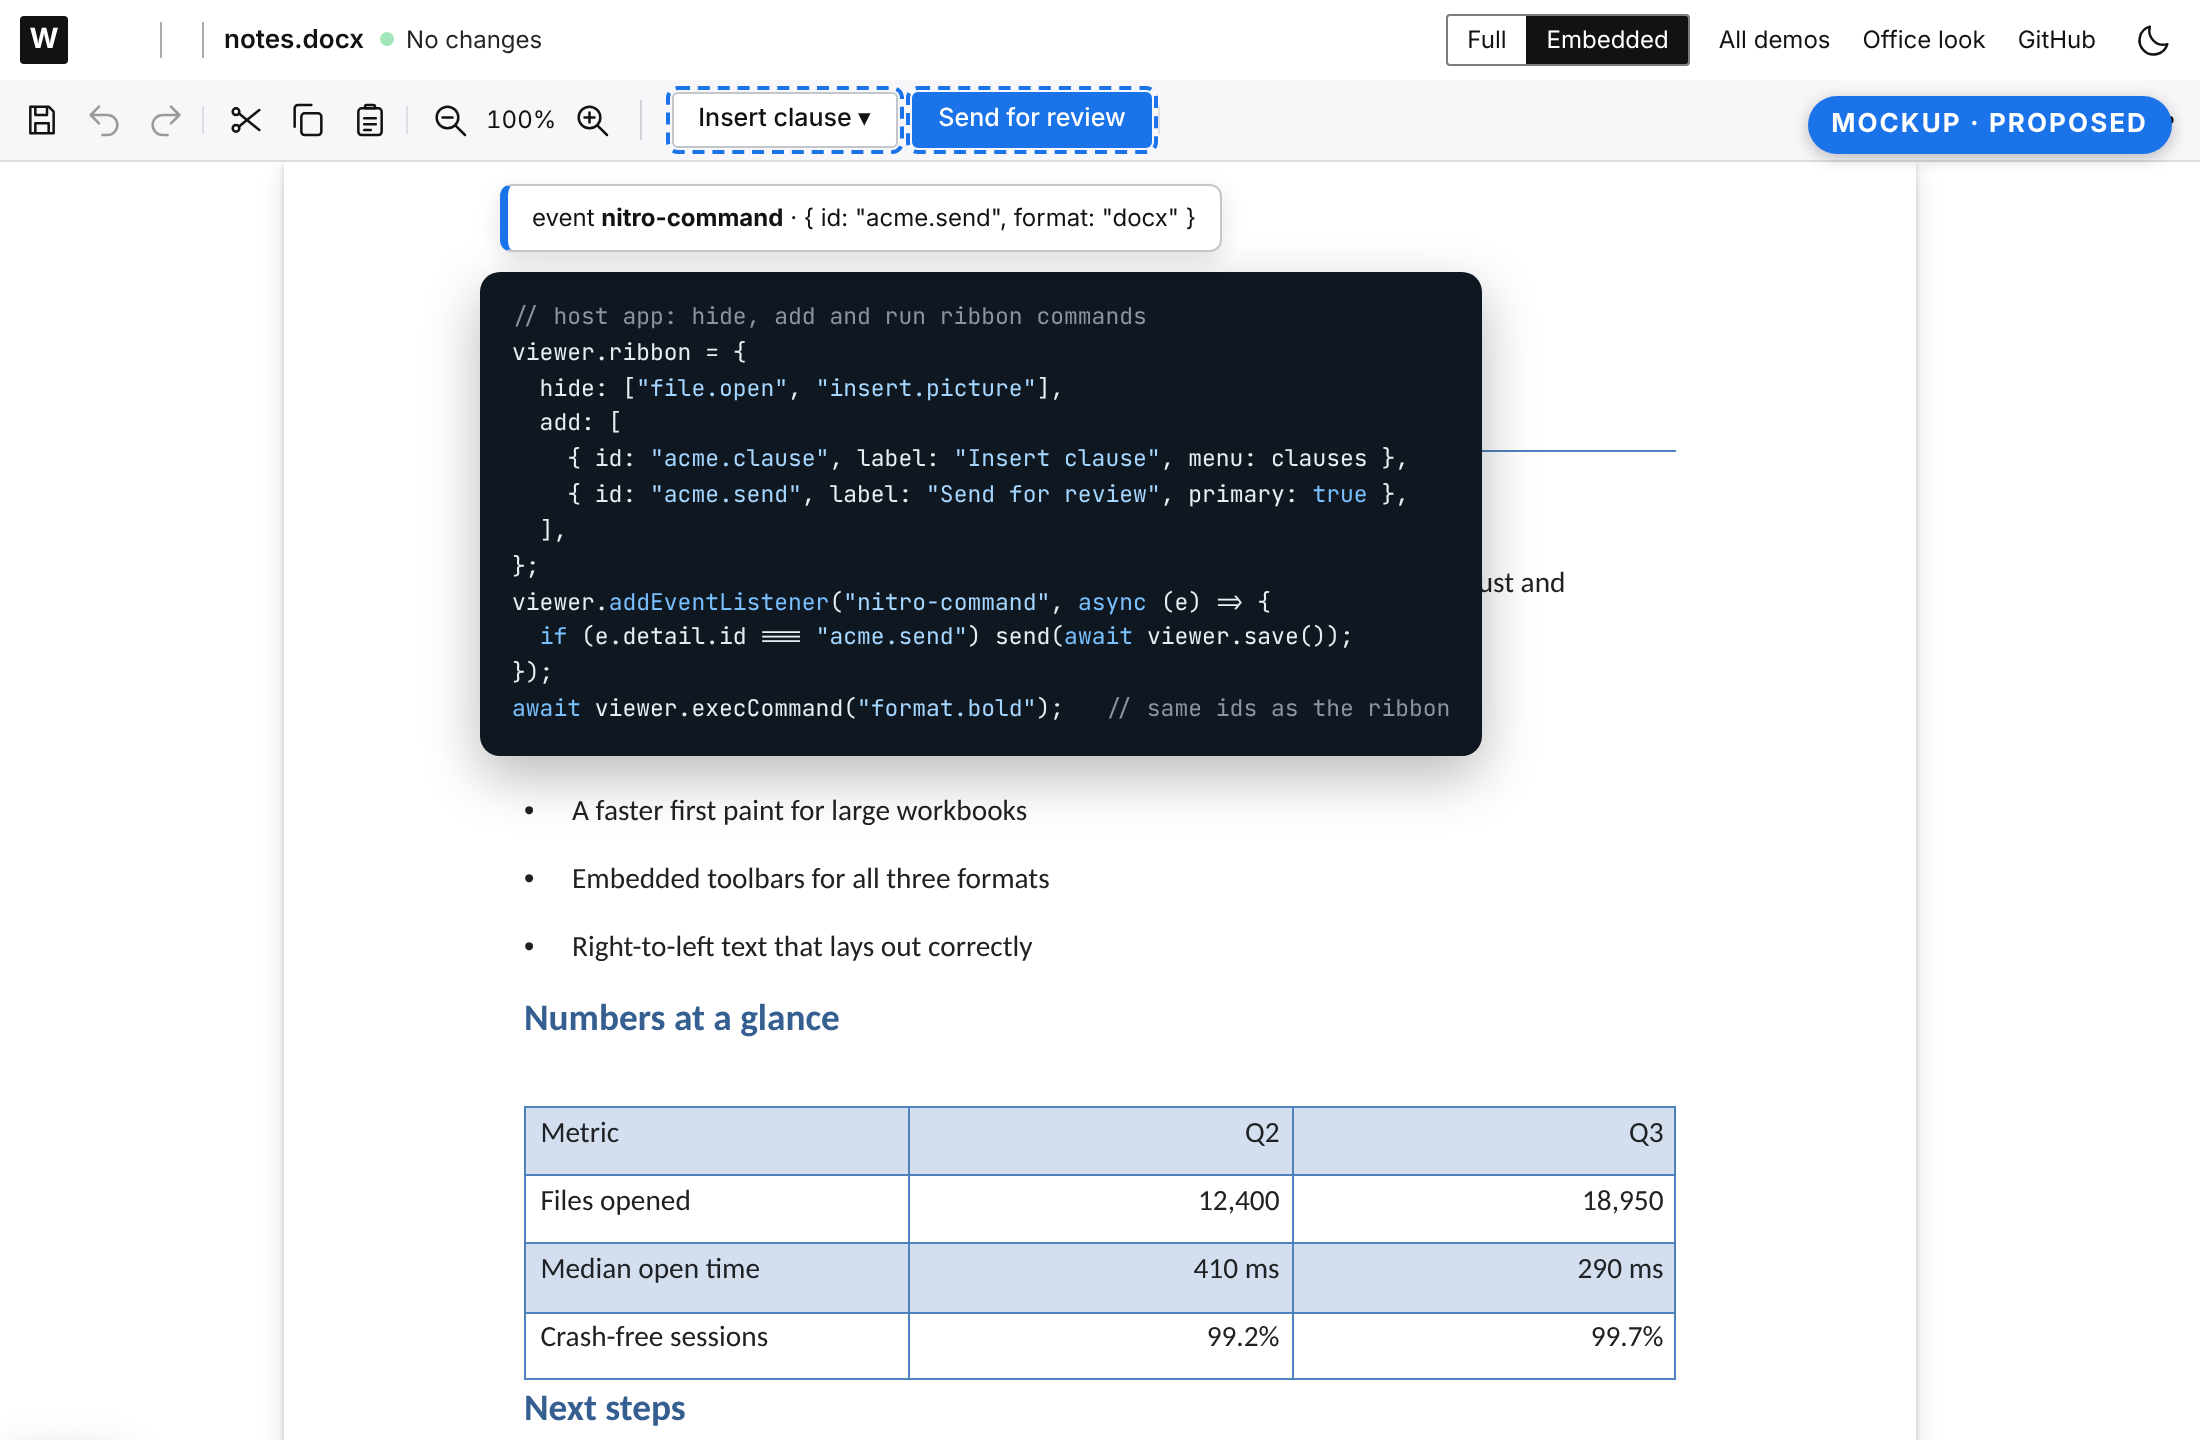 W
notes.docx
No changes
Full
Embedded
All demos
Office look
GitHub
100%
Insert clause ▾
Send for review
MOCKUP · PROPOSED
event nitro-command · { id: "acme.send", format: "docx" }
// host app: hide, add and run ribbon commands
viewer.ribbon = {
  hide: ["file.open", "insert.picture"],
  add: [
    { id: "acme.clause", label: "Insert clause", menu: clauses },
    { id: "acme.send", label: "Send for review", primary: true },
  ],
};
viewer.addEventListener("nitro-command", async (e) => {
  if (e.detail.id === "acme.send") send(await viewer.save());
});
await viewer.execCommand("format.bold");   // same ids as the ribbon
and
• A faster first paint for large workbooks
• Embedded toolbars for all three formats
• Right-to-left text that lays out correctly
Numbers at a glance
Metric Q2 Q3
Files opened 12,400 18,950
Median open time 410 ms 290 ms
Crash-free sessions 99.2% 99.7%
Next steps